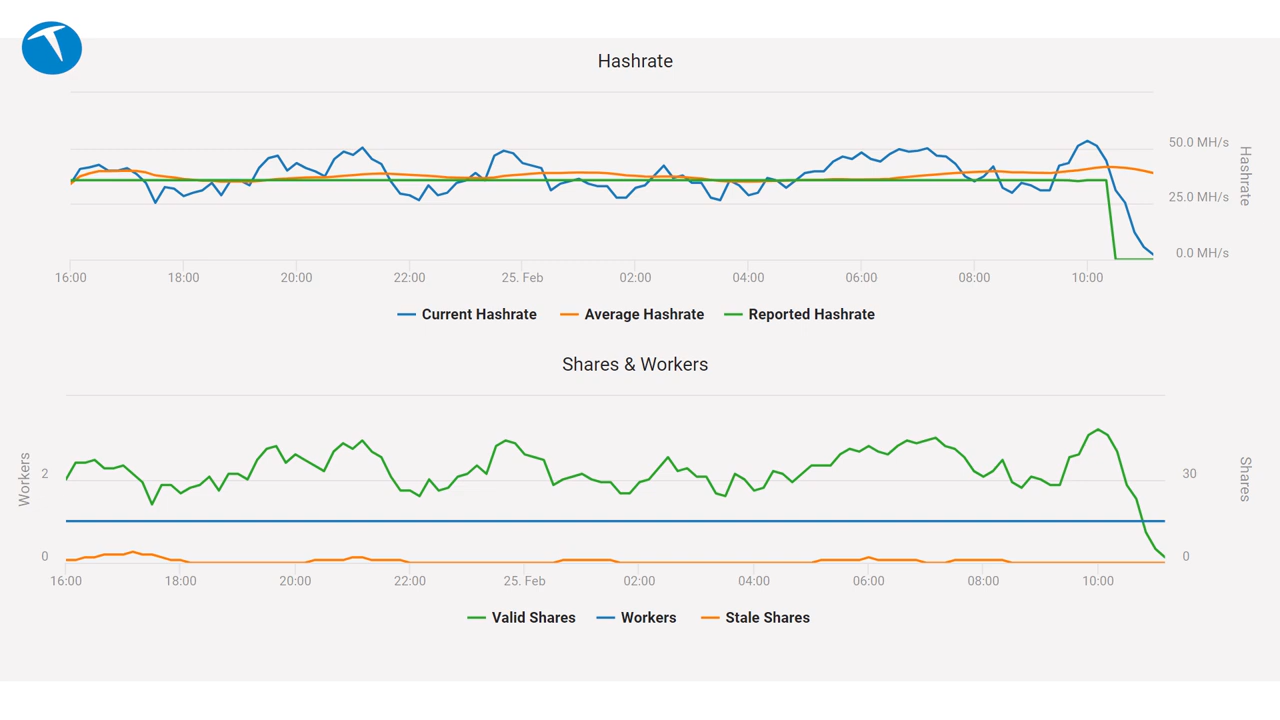 Hashrate
50.0 MH/s
25.0 MH/s
0.0 MH/s
Hashrate
16:00 18:00 20:00 22:00 25. Feb 02:00 04:00 06:00 08:00 10:00
Current Hashrate Average Hashrate Reported Hashrate
Shares & Workers
Workers
2 30
0 0
Shares
16:00 18:00 20:00 22:00 25. Feb 02:00 04:00 06:00 08:00 10:00
Valid Shares Workers Stale Shares